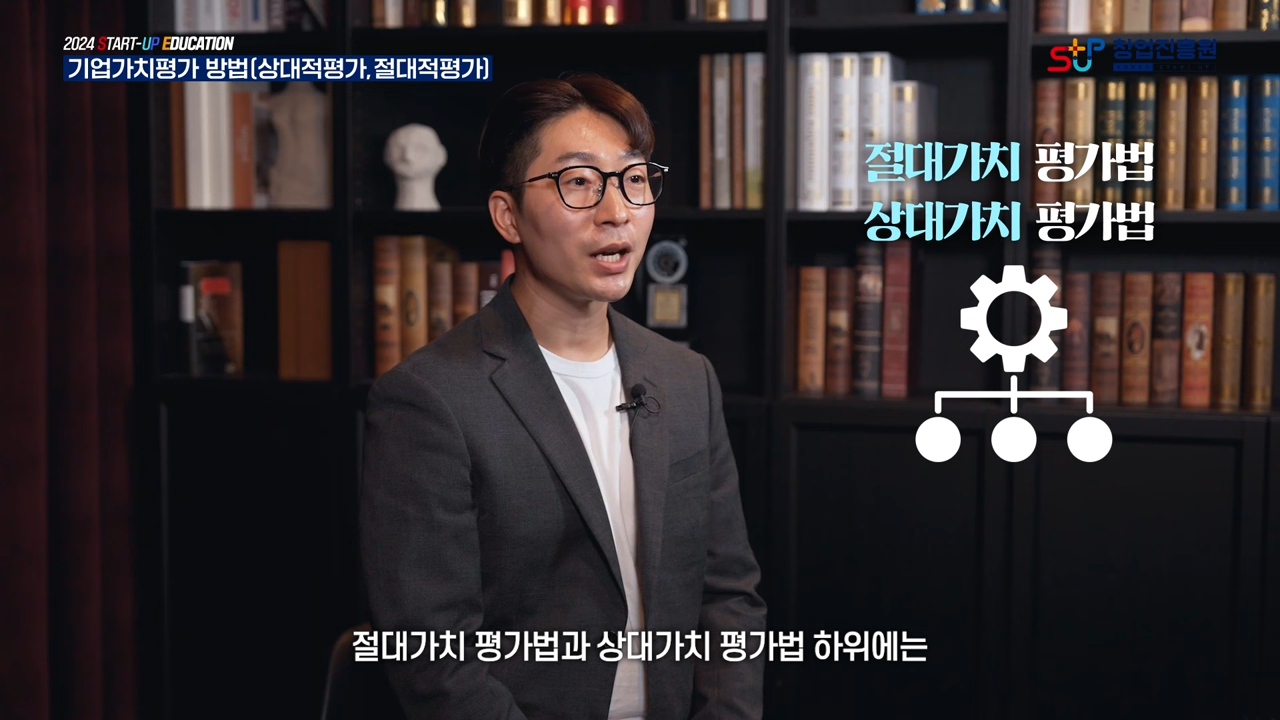 2024 START-UP EDUCATION
기업가치평가 방법(상대적평가, 절대적평가)
창업진흥원
절대가치 평가법
상대가치 평가법
절대가치 평가법과 상대가치 평가법 하위에는